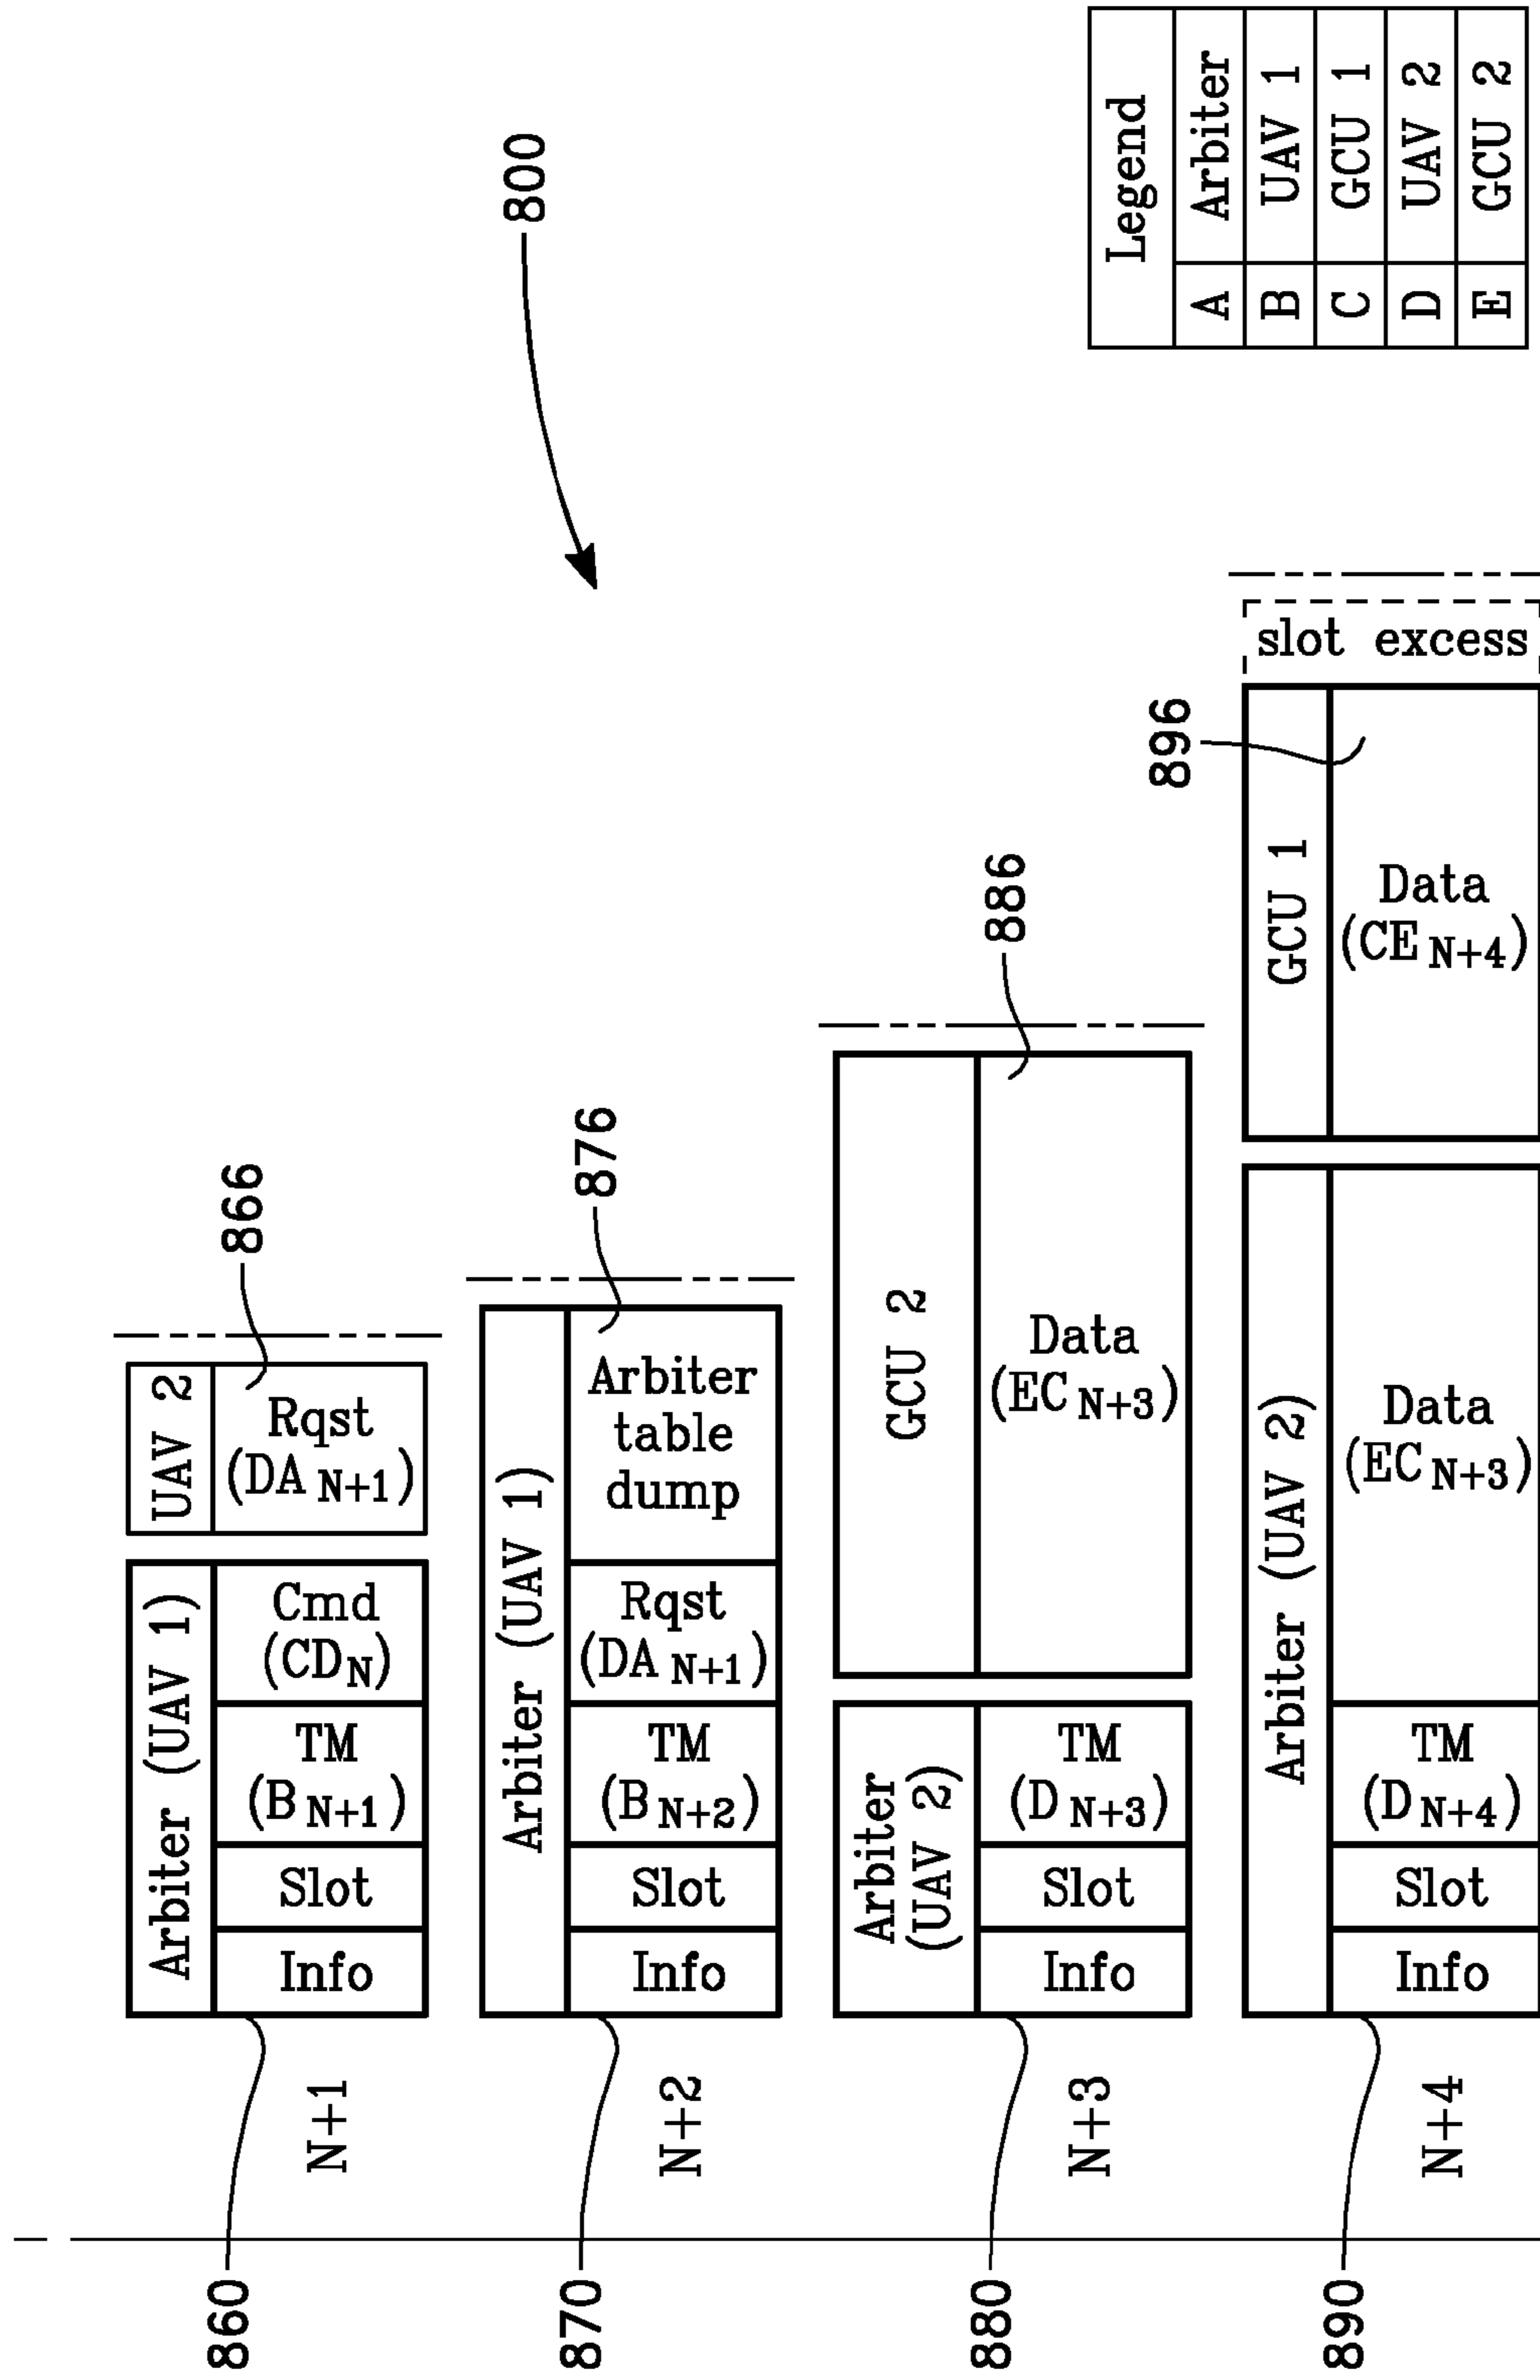 800
860
N+1
Arbiter (UAV 1)
Info
Slot
TM
(B N+1)
Cmd
(CDN)
UAV 2
Rqst
(DA N+1)
866
870
N+2
Arbiter (UAV 1)
Info
Slot
TM
(B N+2)
Rqst
(DA N+1)
Arbiter
table
dump
876
880
N+3
Arbiter
(UAV 2)
Info
Slot
TM
(D N+3)
GCU 2
Data
(EC N+3)
886
890
N+4
Arbiter (UAV 2)
Info
Slot
TM
(D N+4)
Data
(EC N+3)
GCU 1
Data
(CE N+4)
896
slot excess
Legend
A Arbiter
B UAV 1
C GCU 1
D UAV 2
E GCU 2